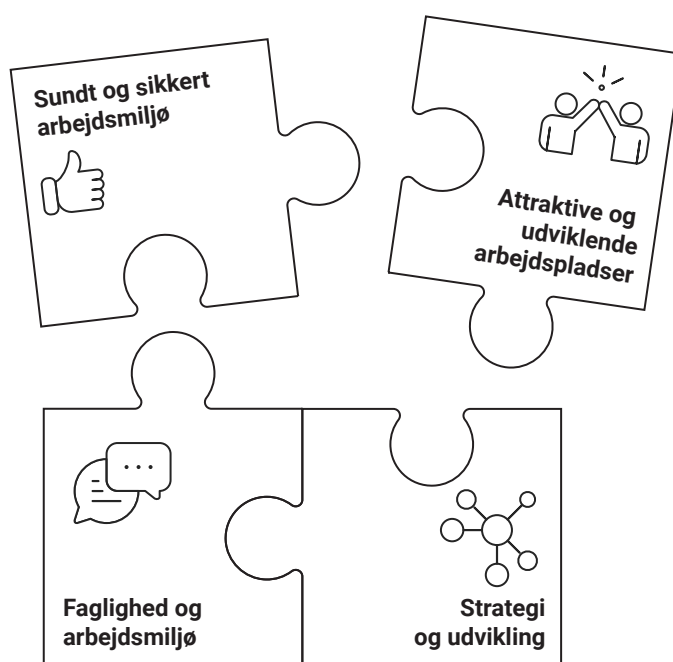 Sundt og sikkert
arbejdsmiljø
Attraktive og
udviklende
arbejdspladser
Faglighed og
arbejdsmiljø
Strategi
og udvikling